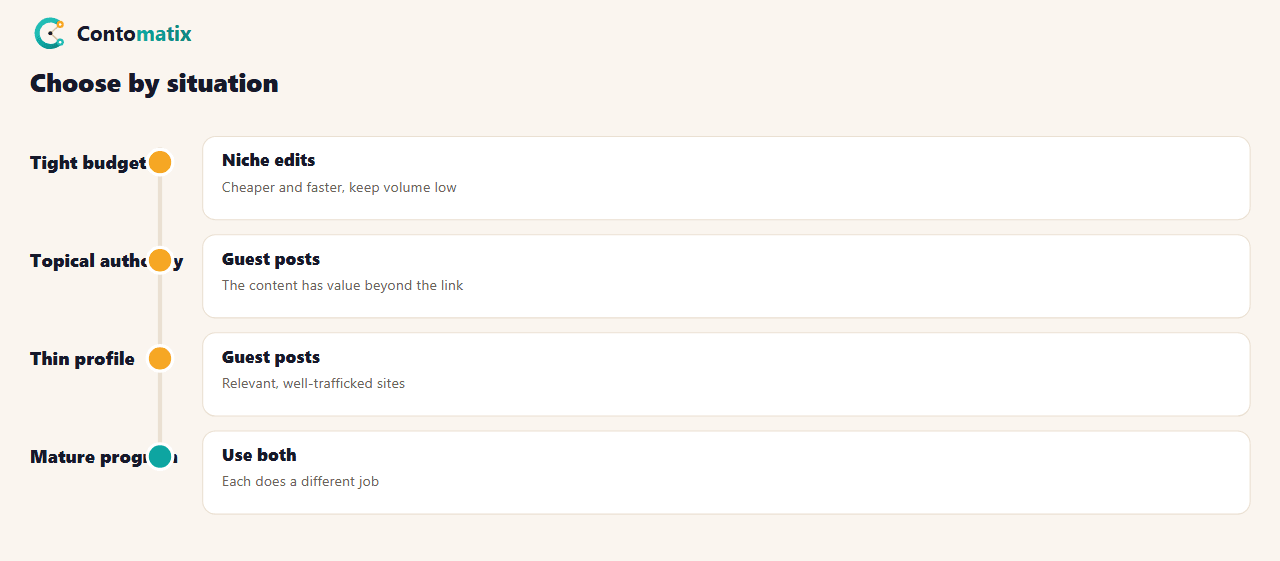 Contomatix
Choose by situation
Tight budget
Niche edits
Cheaper and faster, keep volume low
Topical
Guest posts
The content has value beyond the link
Thin profile
Guest posts
Relevant, well-trafficked sites
Mature
Use both
Each does a different job